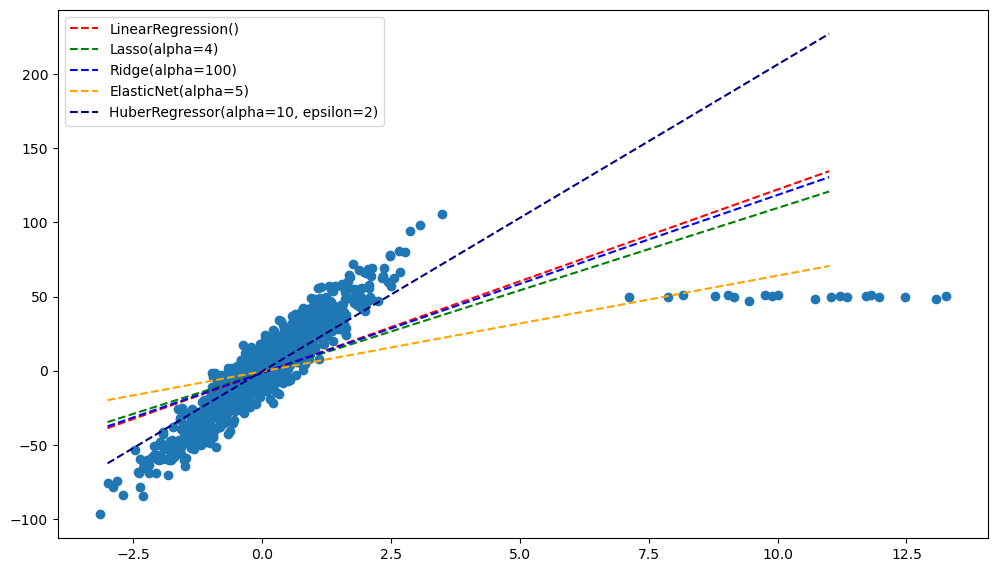 LinearRegression()
Lasso(alpha=4)
Ridge(alpha=100)
ElasticNet(alpha=5)
HuberRegressor(alpha=10, epsilon=2)
200
150
100
50
0
−50
−100
−2.5 0.0 2.5 5.0 7.5 10.0 12.5